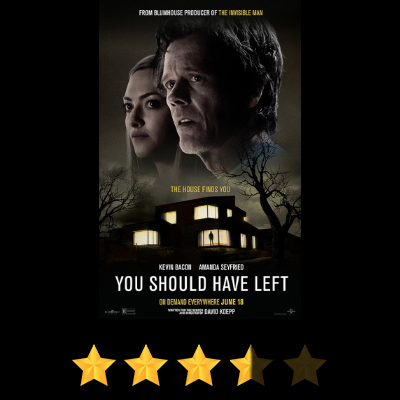 FROM BLUMHOUSE PRODUCER OF THE INVISIBLE MAN
THE HOUSE FINDS YOU
KEVIN BACON AMANDA SEYFRIED
YOU SHOULD HAVE LEFT
ON DEMAND EVERYWHERE JUNE 18
DAVID KOEPP